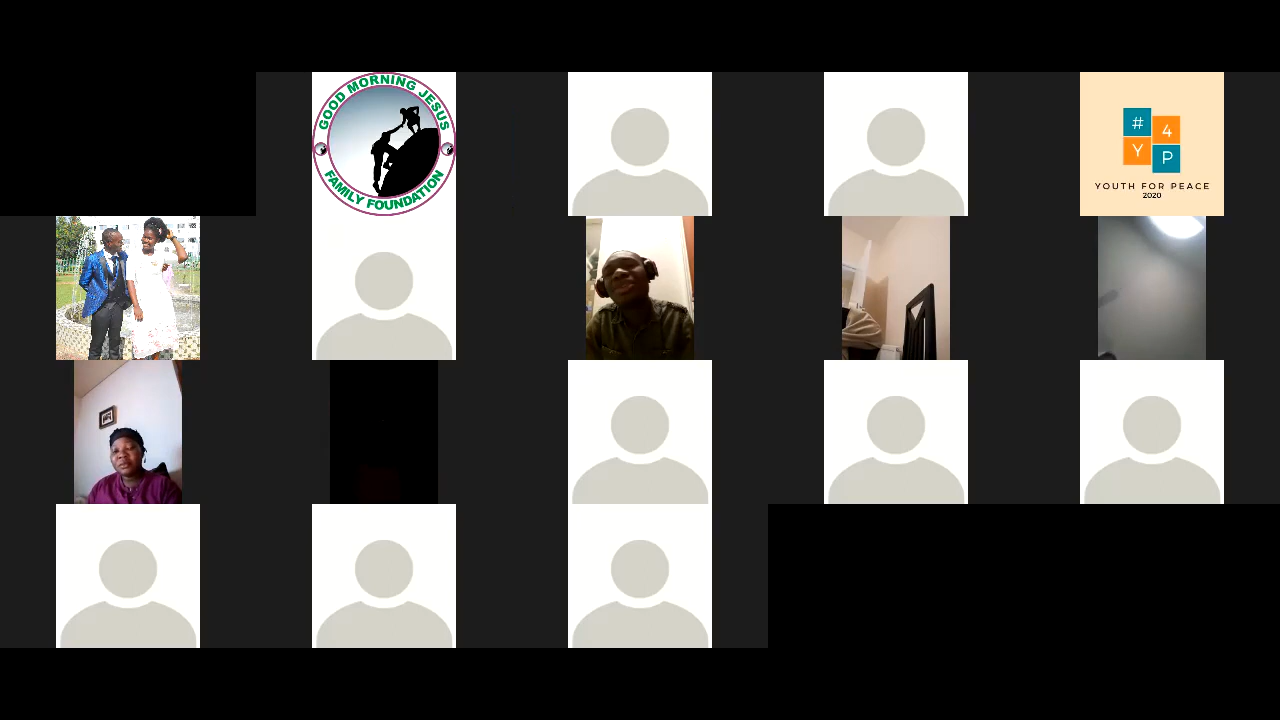 GOOD MORNING JESUS
FAMILY FOUNDATION
# 4
Y P
YOUTH FOR PEACE
2020